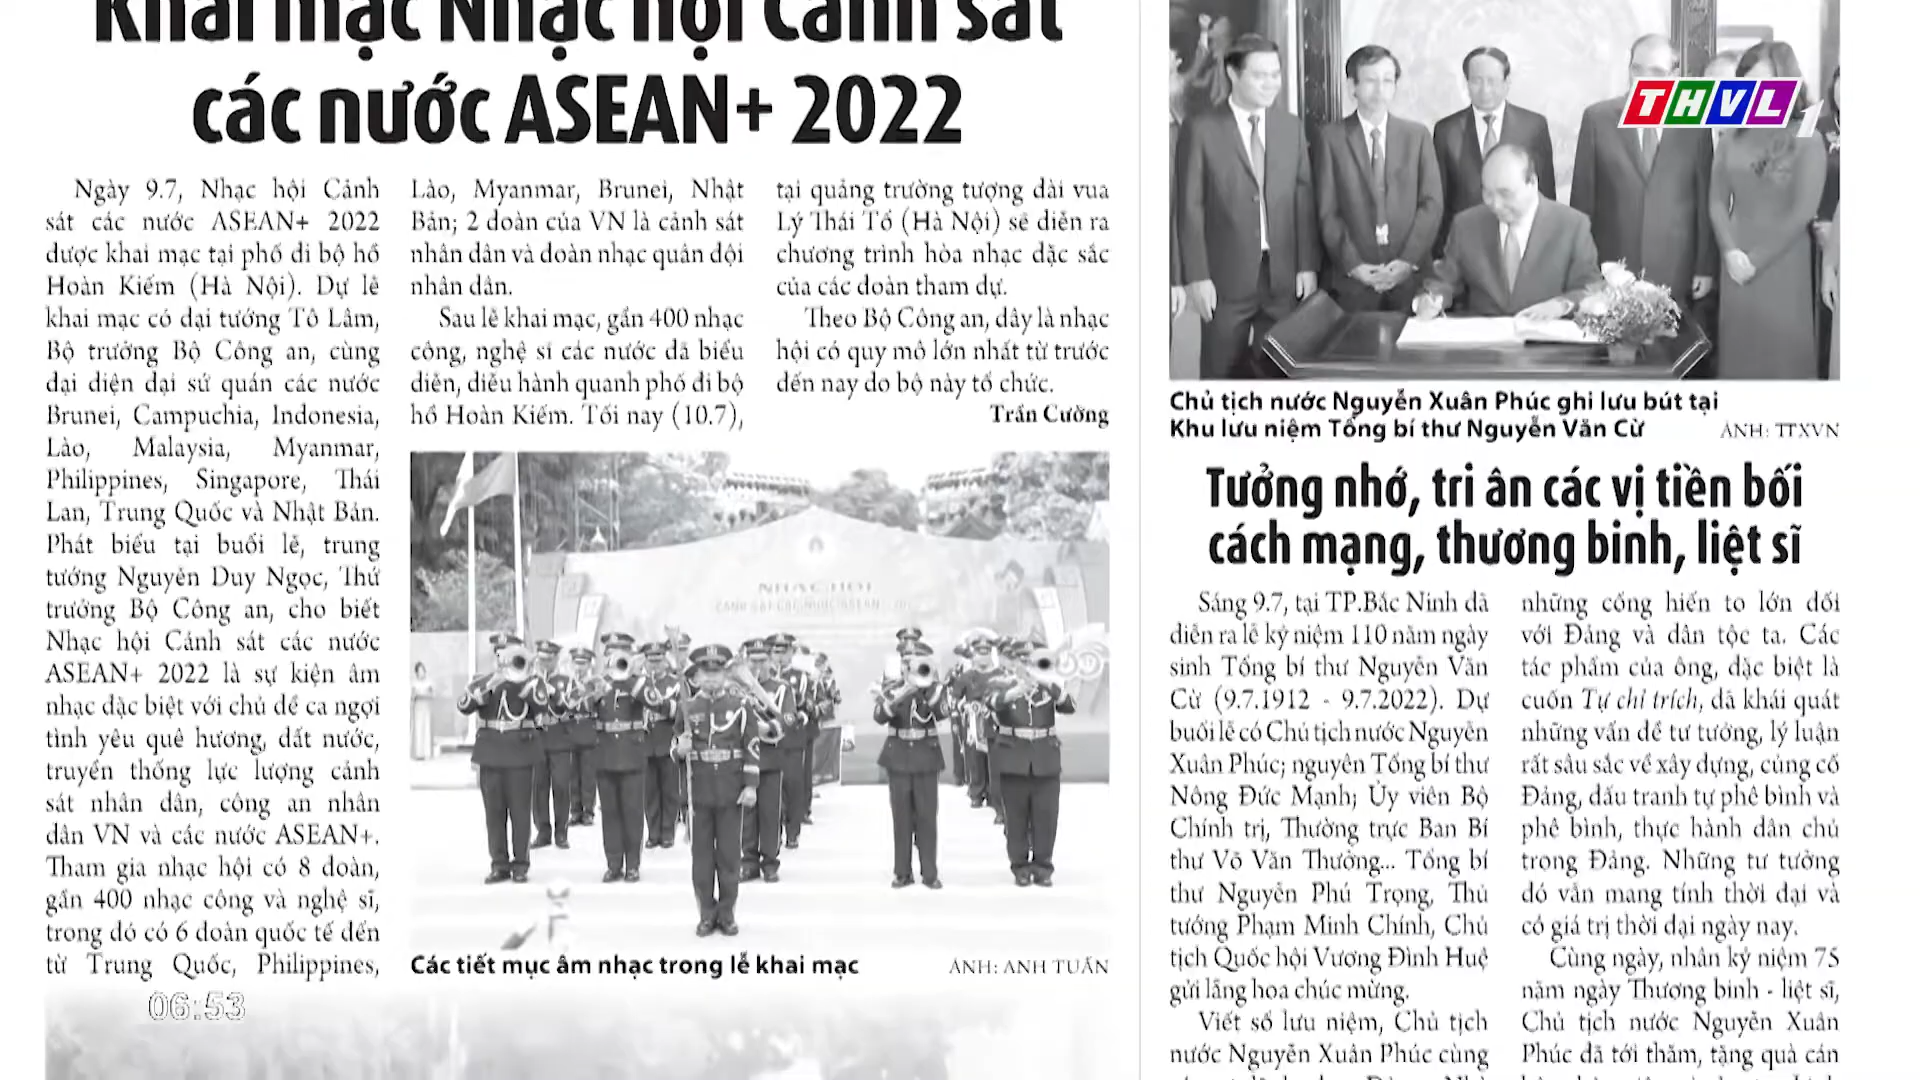 Khai mạc Nhạc hội Cảnh sát
các nước ASEAN+ 2022
Ngày 9.7, Nhạc hội Cảnh
sát các nước ASEAN+ 2022
được khai mạc tại phố đi bộ hồ
Hoàn Kiếm (Hà Nội). Dự lễ
khai mạc có đại tướng Tô Lâm,
Bộ trưởng Bộ Công an, cùng
đại diện đại sứ quán các nước
Brunei, Campuchia, Indonesia,
Lào, Malaysia, Myanmar,
Philippines, Singapore, Thái
Lan, Trung Quốc và Nhật Bản.
Phát biểu tại buổi lễ, trung
tướng Nguyễn Duy Ngọc, Thứ
trưởng Bộ Công an, cho biết
Nhạc hội Cảnh sát các nước
ASEAN+ 2022 là sự kiện âm
nhạc đặc biệt với chủ đề ca ngợi
tình yêu quê hương, đất nước,
truyền thống lực lượng cảnh
sát nhân dân, công an nhân
dân VN và các nước ASEAN+.
Tham gia nhạc hội có 8 đoàn,
gần 400 nhạc công và nghệ sĩ,
trong đó có 6 đoàn quốc tế đến
từ Trung Quốc, Philippines,
Lào, Myanmar, Brunei, Nhật
Bản; 2 đoàn của VN là cảnh sát
nhân dân và đoàn nhạc quân đội
nhân dân.
Sau lễ khai mạc, gần 400 nhạc
công, nghệ sĩ các nước đã biểu
diễn, diễu hành quanh phố đi bộ
hồ Hoàn Kiếm. Tối nay (10.7),
tại quảng trường tượng đài vua
Lý Thái Tổ (Hà Nội) sẽ diễn ra
chương trình hòa nhạc đặc sắc
của các đoàn tham dự.
Theo Bộ Công an, đây là nhạc
hội có quy mô lớn nhất từ trước
đến nay do bộ này tổ chức.
Trần Cường
NHẠC HỘI
CẢNH SÁT CÁC NƯỚC ASEAN+
Các tiết mục âm nhạc trong lễ khai mạc ẢNH: ANH TUẤN
06:53
THVL1
Chủ tịch nước Nguyễn Xuân Phúc ghi lưu bút tại
Khu lưu niệm Tổng bí thư Nguyễn Văn Cừ ẢNH: TTXVN
Tưởng nhớ, tri ân các vị tiền bối
cách mạng, thương binh, liệt sĩ
Sáng 9.7, tại TP.Bắc Ninh đã
diễn ra lễ kỷ niệm 110 năm ngày
sinh Tổng bí thư Nguyễn Văn
Cừ (9.7.1912 - 9.7.2022). Dự
buổi lễ có Chủ tịch nước Nguyễn
Xuân Phúc; nguyên Tổng bí thư
Nông Đức Mạnh; Ủy viên Bộ
Chính trị, Thường trực Ban Bí
thư Võ Văn Thưởng... Tổng bí
thư Nguyễn Phú Trọng, Thủ
tướng Phạm Minh Chính, Chủ
tịch Quốc hội Vương Đình Huệ
gửi lẵng hoa chúc mừng.
Viết sổ lưu niệm, Chủ tịch
nước Nguyễn Xuân Phúc cùng
những cống hiến to lớn đối
với Đảng và dân tộc ta. Các
tác phẩm của ông, đặc biệt là
cuốn Tự chỉ trích, đã khái quát
những vấn đề tư tưởng, lý luận
rất sâu sắc về xây dựng, củng cố
Đảng, đấu tranh tự phê bình và
phê bình, thực hành dân chủ
trong Đảng. Những tư tưởng
đó vẫn mang tính thời đại và
có giá trị thời đại ngày nay.
Cùng ngày, nhân kỷ niệm 75
năm ngày Thương binh - liệt sĩ,
Chủ tịch nước Nguyễn Xuân
Phúc đã tới thăm, tặng quà cán